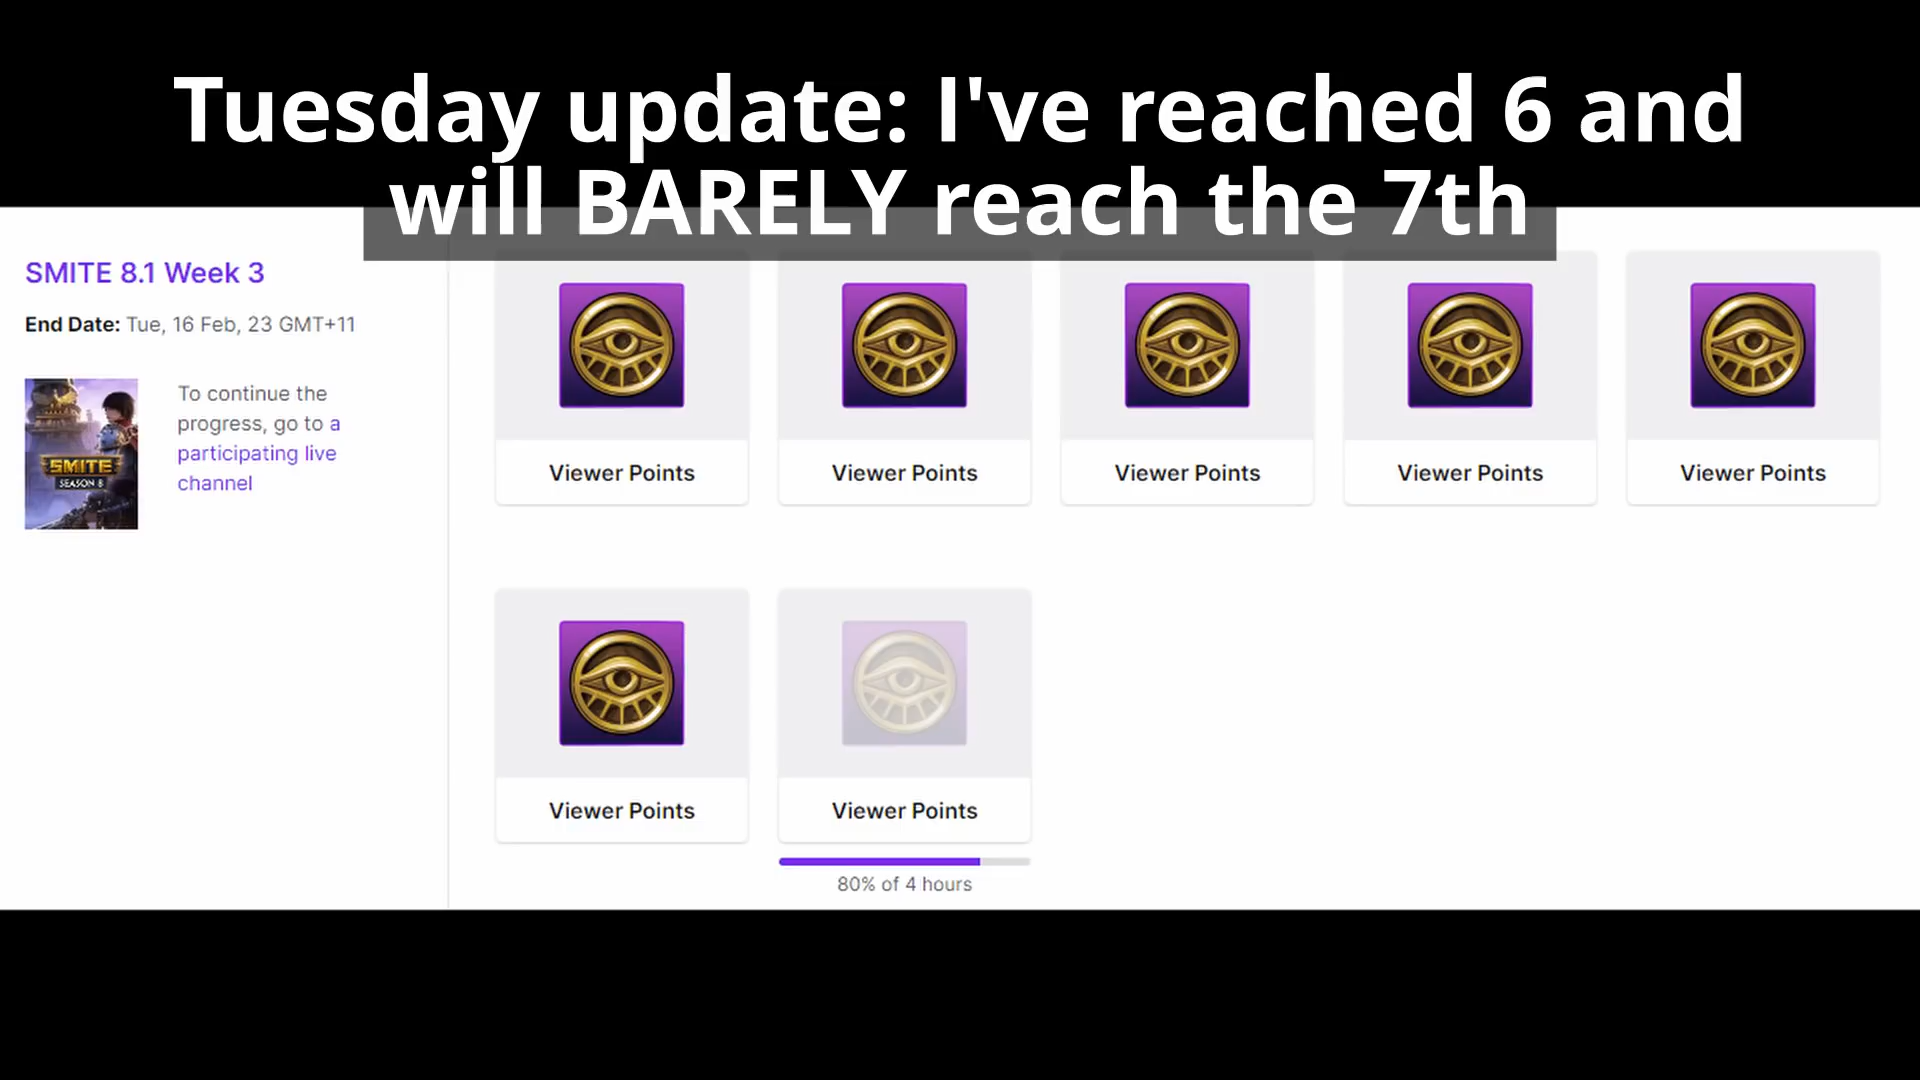 Tuesday update: I've reached 6 and
will BARELY reach the 7th
SMITE 8.1 Week 3
End Date: Tue, 16 Feb, 23 GMT+11
SMITE
SEASON 8
To continue the
progress, go to a
participating live
channel
Viewer Points
Viewer Points
Viewer Points
Viewer Points
Viewer Points
Viewer Points
Viewer Points
80% of 4 hours